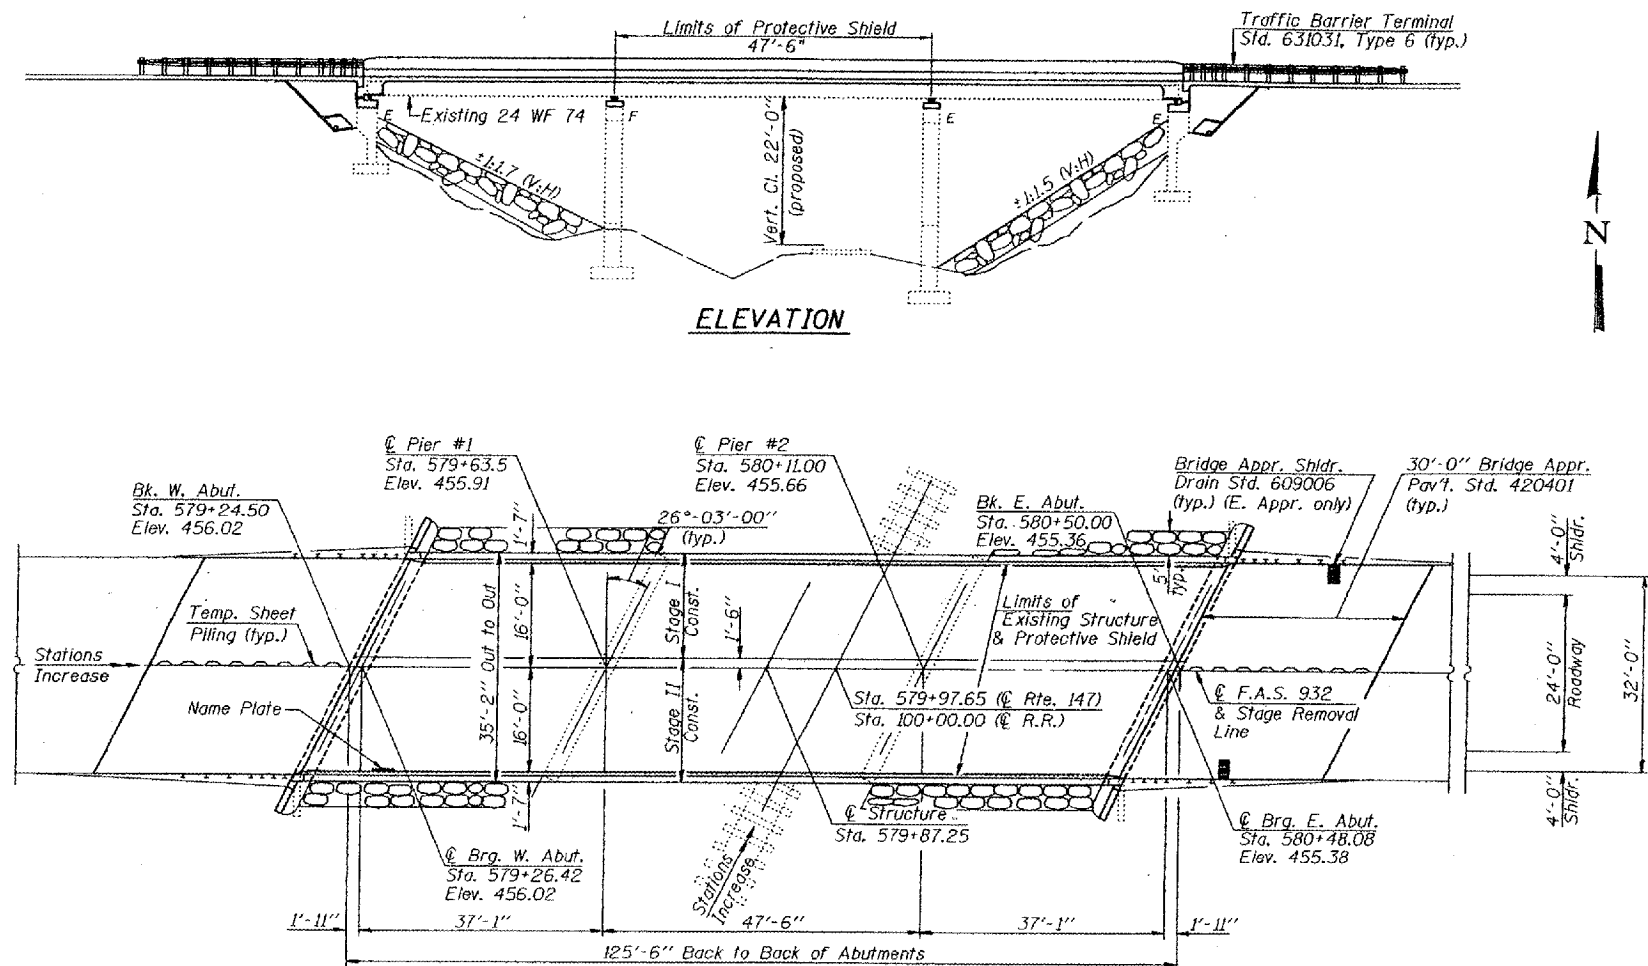 Limits of Protective Shield
47'-6"
Traffic Barrier Terminal
Std. 631031, Type 6 (typ.)
E
Existing 24 WF 74
F
E
E
±1:1.7 (V:H)
Vert. Cl. 22'-0"
(proposed)
±1:1.5 (V:H)
N
ELEVATION
℄ Pier #1
Sta. 579+63.5
Elev. 455.91
℄ Pier #2
Sta. 580+11.00
Elev. 455.66
Bk. W. Abut.
Sta. 579+24.50
Elev. 456.02
Bk. E. Abut.
Sta. 580+50.00
Elev. 455.36
Bridge Appr. Shldr.
Drain Std. 609006
(typ.) (E. Appr. only)
30'-0" Bridge Appr.
Pav't. Std. 420401
(typ.)
1'-7"
26°-03'-00"
(typ.)
5'
Typ.
4'-0"
Shldr.
Temp. Sheet
Piling (typ.)
35'-2" Out to Out
16'-0"
Stage I
Const.
1'-6"
Limits of
Existing Structure
& Protective Shield
Stations
Increase
Name Plate
16'-0"
Stage II
Const.
Sta. 579+97.65 (℄ Rte. 147)
Sta. 100+00.00 (℄ R.R.)
℄ F.A.S. 932
& Stage Removal
Line
24'-0"
Roadway
32'-0"
1'-7"
4'-0"
Shldr.
℄ Structure
Sta. 579+87.25
℄ Brg. W. Abut.
Sta. 579+26.42
Elev. 456.02
Stations
Increase
℄ Brg. E. Abut.
Sta. 580+48.08
Elev. 455.38
1'-11"
37'-1"
47'-6"
37'-1"
1'-11"
125'-6" Back to Back of Abutments